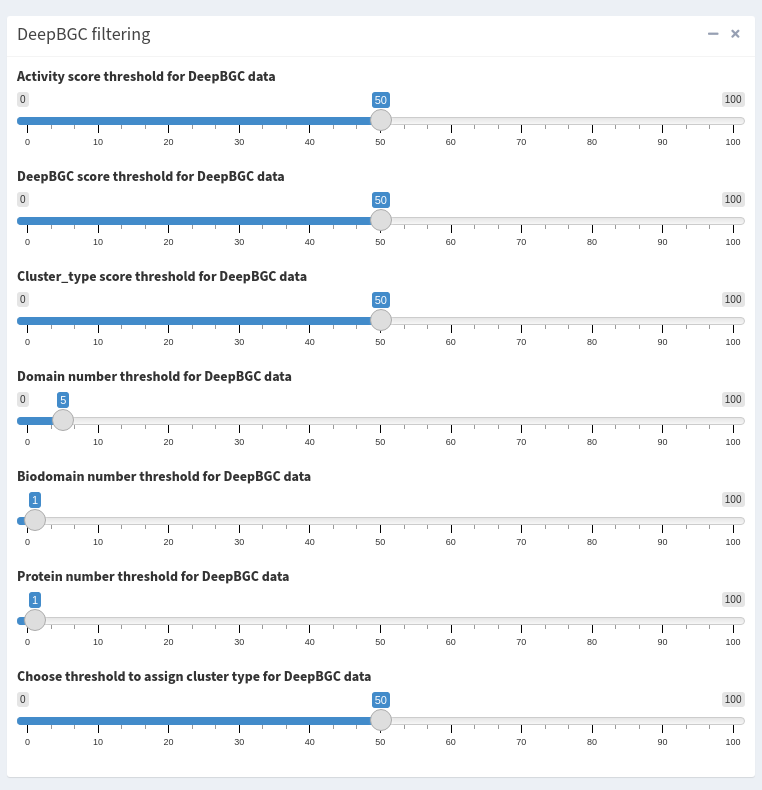 DeepBGC filtering
Activity score threshold for DeepBGC data
0 50 100
0 10 20 30 40 50 60 70 80 90 100
DeepBGC score threshold for DeepBGC data
0 50 100
0 10 20 30 40 50 60 70 80 90 100
Cluster_type score threshold for DeepBGC data
0 50 100
0 10 20 30 40 50 60 70 80 90 100
Domain number threshold for DeepBGC data
0 5 100
0 10 20 30 40 50 60 70 80 90 100
Biodomain number threshold for DeepBGC data
1 100
0 10 20 30 40 50 60 70 80 90 100
Protein number threshold for DeepBGC data
1 100
0 10 20 30 40 50 60 70 80 90 100
Choose threshold to assign cluster type for DeepBGC data
0 50 100
0 10 20 30 40 50 60 70 80 90 100